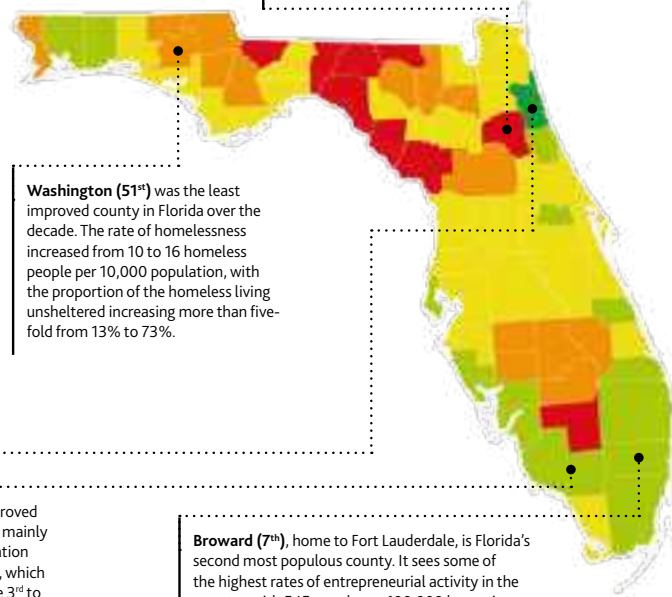 Washington (51st) was the least
improved county in Florida over the
decade. The rate of homelessness
increased from 10 to 16 homeless
people per 10,000 population, with
the proportion of the homeless living
unsheltered increasing more than five-
fold from 13% to 73%.
roved
mainly
ation
, which
e 3rd to
Broward (7th), home to Fort Lauderdale, is Florida’s
second most populous county. It sees some of
the highest rates of entrepreneurial activity in the